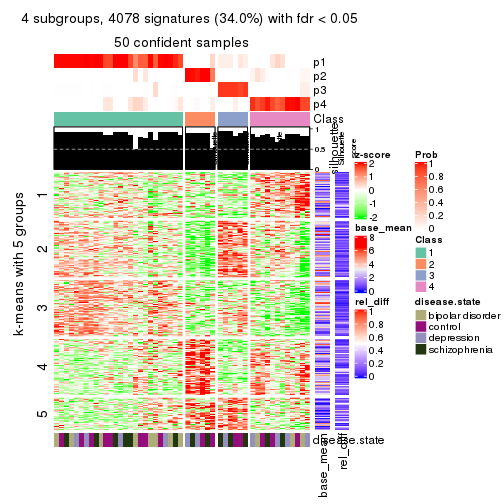 4 subgroups, 4078 signatures (34.0%) with fdr < 0.05
50 confident samples
p1
p2
p3
p4
Class
1
0.5
0
silhouette
Silhouette
score
k-means with 5 groups
1
2
3
4
5
disease.state
base_mean
rel_diff
z-score
2
1
0
-1
-2
base_mean
8
6
4
2
0
rel_diff
1
0.8
0.6
0.4
0.2
0
Prob
1
0.8
0.6
0.4
0.2
0
Class
1
2
3
4
disease.state
bipolar disorder
control
depression
schizophrenia